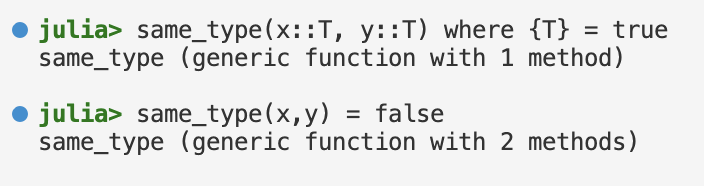 julia> same_type(x::T, y::T) where {T} = true
same_type (generic function with 1 method)
julia> same_type(x,y) = false
same_type (generic function with 2 methods)